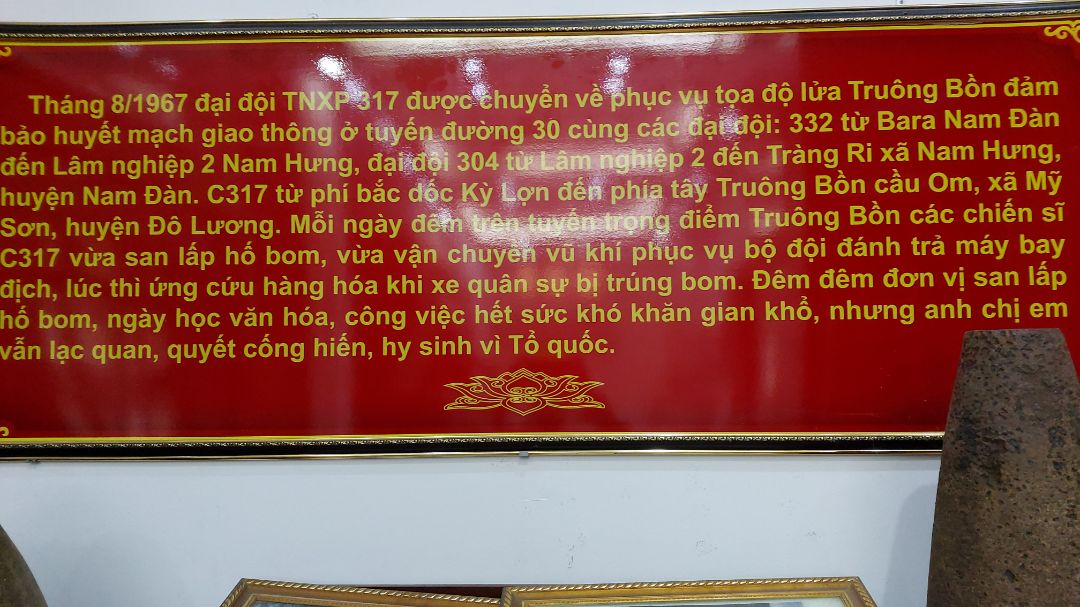 Tháng 8/1967 đại đội TNXP 317 được chuyển về phục vụ tọa độ lửa Truông Bồn đảm
bảo huyết mạch giao thông ở tuyến đường 30 cùng các đại đội: 332 từ Bara Nam Đàn
đến Lâm nghiệp 2 Nam Hưng, đại đội 304 từ Lâm nghiệp 2 đến Tràng Ri xã Nam Hưng,
huyện Nam Đàn. C317 từ phí bắc dốc Kỳ Lợn đến phía tây Truông Bồn cầu Om, xã Mỹ
Sơn, huyện Đô Lương. Mỗi ngày đêm trên tuyến trọng điểm Truông Bồn các chiến sĩ
C317 vừa san lấp hố bom, vừa vận chuyển vũ khí phục vụ bộ đội đánh trả máy bay
địch, lúc thì ứng cứu hàng hóa khi xe quân sự bị trúng bom. Đêm đêm đơn vị san lấp
hố bom, ngày học văn hóa, công việc hết sức khó khăn gian khổ, nhưng anh chị em
vẫn lạc quan, quyết cống hiến, hy sinh vì Tổ quốc.